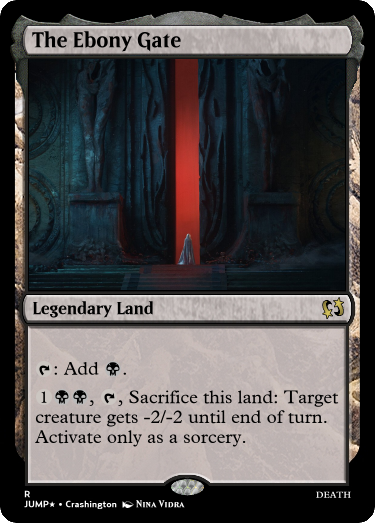 The Ebony Gate
Legendary Land
: Add .
1 , , Sacrifice this land: Target
creature gets -2/-2 until end of turn.
Activate only as a sorcery.
R
JUMP★ • Crashington Nina Vidra
DEATH